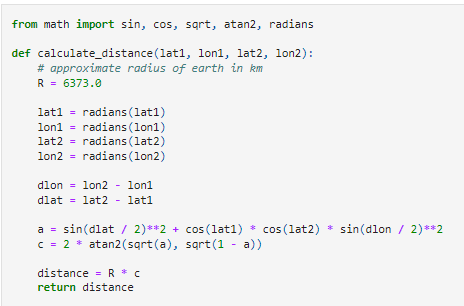 from math import sin, cos, sqrt, atan2, radians
def calculate_distance(lat1, lon1, lat2, lon2):
# approximate radius of earth in km
R = 6373.0
lat1 = radians(lat1)
lon1 = radians(lon1)
lat2 = radians(lat2)
lon2 = radians(lon2)
dlon = lon2 - lon1
dlat = lat2 - lat1
a = sin(dlat / 2)**2 + cos(lat1) * cos(lat2) * sin(dlon / 2)**2
c = 2 * atan2(sqrt(a), sqrt(1 - a))
distance = R * c
return distance